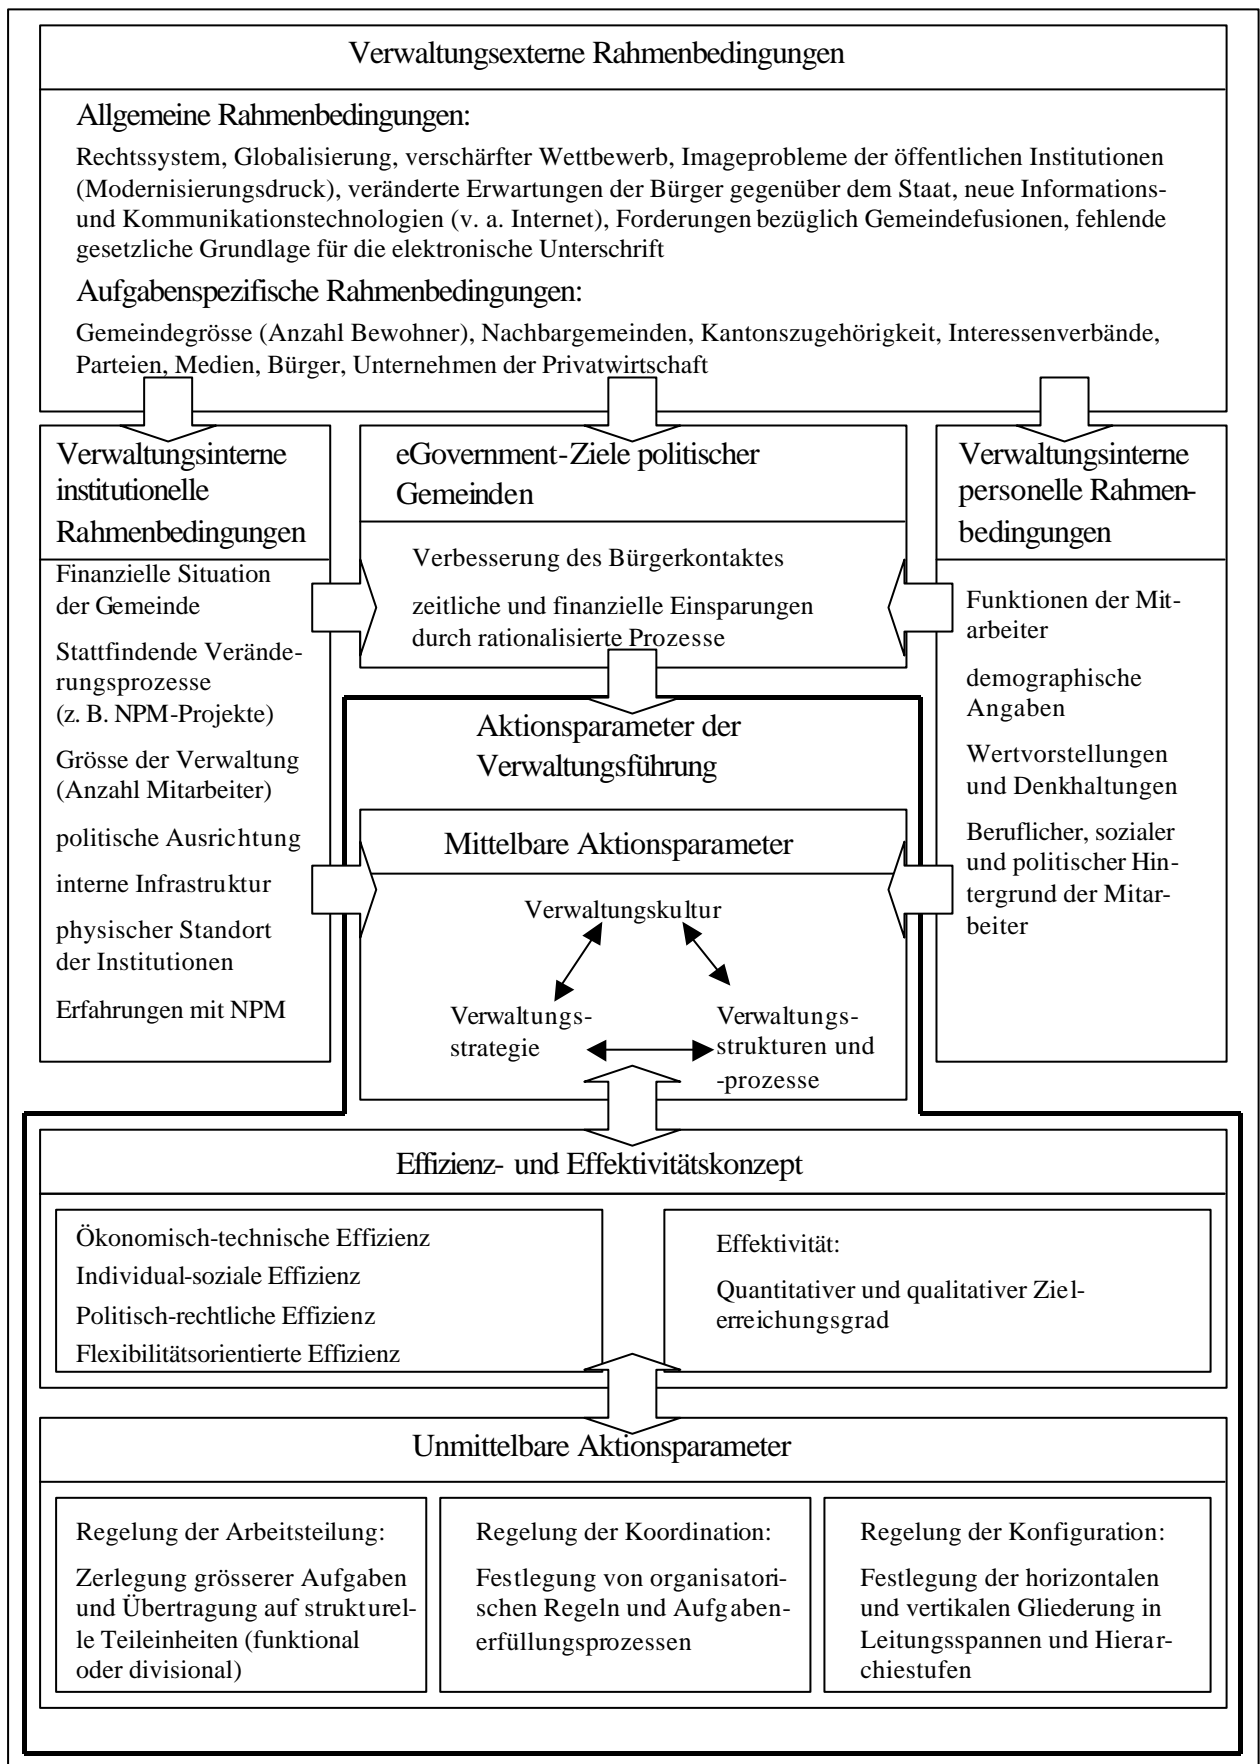 Verwaltungsexterne Rahmenbedingungen
Allgemeine Rahmenbedingungen:
Rechtssystem, Globalisierung, verschärfter Wettbewerb, Imageprobleme der öffentlichen Institutionen
(Modernisierungsdruck), veränderte Erwartungen der Bürger gegenüber dem Staat, neue Informations-
und Kommunikationstechnologien (v. a. Internet), Forderungen bezüglich Gemeindefusionen, fehlende
gesetzliche Grundlage für die elektronische Unterschrift
Aufgabenspezifische Rahmenbedingungen:
Gemeindegrösse (Anzahl Bewohner), Nachbargemeinden, Kantonszugehörigkeit, Interessenverbände,
Parteien, Medien, Bürger, Unternehmen der Privatwirtschaft
Verwaltungsinterne
institutionelle
Rahmenbedingungen
Finanzielle Situation
der Gemeinde
Stattfindende Verände-
rungsprozesse
(z. B. NPM-Projekte)
Grösse der Verwaltung
(Anzahl Mitarbeiter)
politische Ausrichtung
interne Infrastruktur
physischer Standort
der Institutionen
Erfahrungen mit NPM
eGovernment-Ziele politischer
Gemeinden
Verbesserung des Bürgerkontaktes
zeitliche und finanzielle Einsparungen
durch rationalisierte Prozesse
Verwaltungsinterne
personelle Rahmen-
bedingungen
Funktionen der Mit-
arbeiter
demographische
Angaben
Wertvorstellungen
und Denkhaltungen
Beruflicher, sozialer
und politischer Hin-
tergrund der Mitar-
beiter
Aktionsparameter der
Verwaltungsführung
Mittelbare Aktionsparameter
Verwaltungskultur
Verwaltungs-
strategie
Verwaltungs-
strukturen und
-prozesse
Effizienz- und Effektivitätskonzept
Ökonomisch-technische Effizienz
Individual-soziale Effizienz
Politisch-rechtliche Effizienz
Flexibilitätsorientierte Effizienz
Effektivität:
Quantitativer und qualitativer Ziel-
erreichungsgrad
Unmittelbare Aktionsparameter
Regelung der Arbeitsteilung:
Zerlegung grösserer Aufgaben
und Übertragung auf strukturel-
le Teileinheiten (funktional
oder divisional)
Regelung der Koordination:
Festlegung von organisatori-
schen Regeln und Aufgaben-
erfüllungsprozessen
Regelung der Konfiguration:
Festlegung der horizontalen
und vertikalen Gliederung in
Leitungsspannen und Hierar-
chiestufen